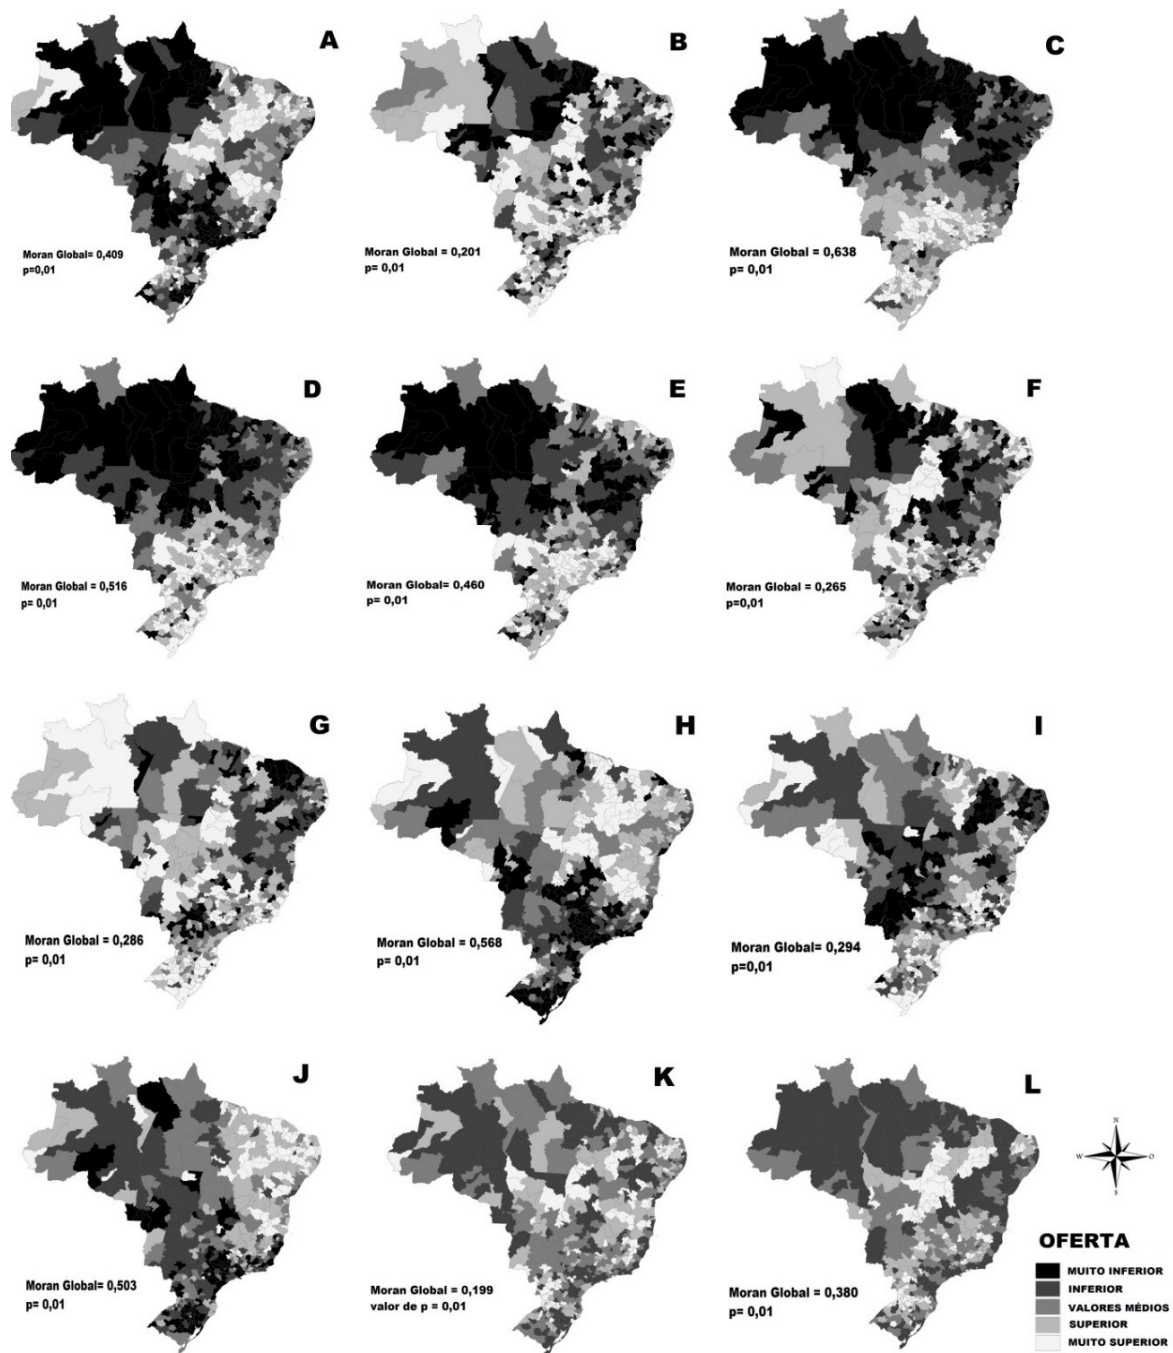 A
B
C
Moran Global= 0,409
p=0,01
Moran Global = 0,201
p= 0,01
Moran Global = 0,638
p= 0,01
D
E
F
Moran Global = 0,516
p= 0,01
Moran Global= 0,460
p= 0,01
Moran Global = 0,265
p=0,01
G
H
I
Moran Global = 0,286
p= 0,01
Moran Global = 0,568
p= 0,01
Moran Global= 0,294
p=0,01
J
K
L
Moran Global= 0,503
p= 0,01
Moran Global = 0,199
valor de p = 0,01
Moran Global = 0,380
p= 0,01
N
W
O
S
OFERTA
MUITO INFERIOR
INFERIOR
VALORES MÉDIOS
SUPERIOR
MUITO SUPERIOR